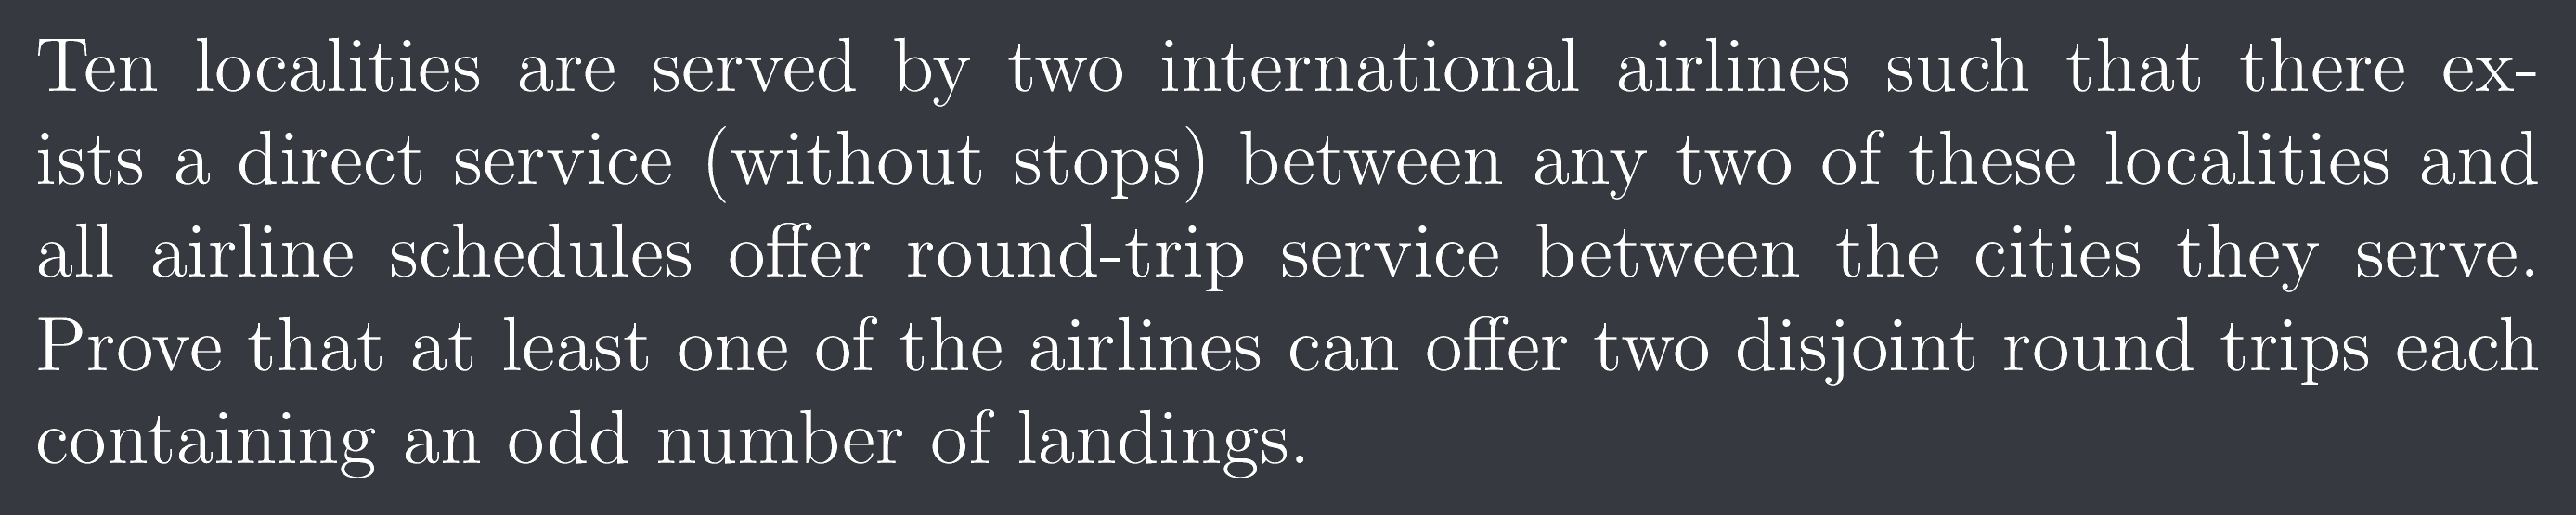 Ten localities are served by two international airlines such that there ex-
ists a direct service (without stops) between any two of these localities and
all airline schedules offer round-trip service between the cities they serve.
Prove that at least one of the airlines can offer two disjoint round trips each
containing an odd number of landings.